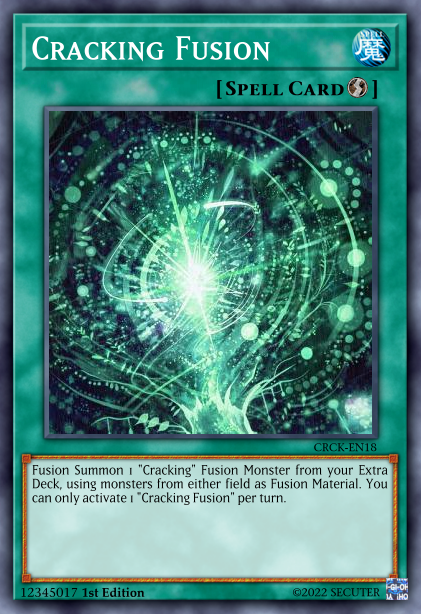 CRACKING FUSION
魔
[SPELL CARD]
CRCK-EN18
Fusion Summon 1 "Cracking" Fusion Monster from your Extra
Deck, using monsters from either field as Fusion Material. You
can only activate 1 "Cracking Fusion" per turn.
12345017 1st Edition
©2022 SECUTER